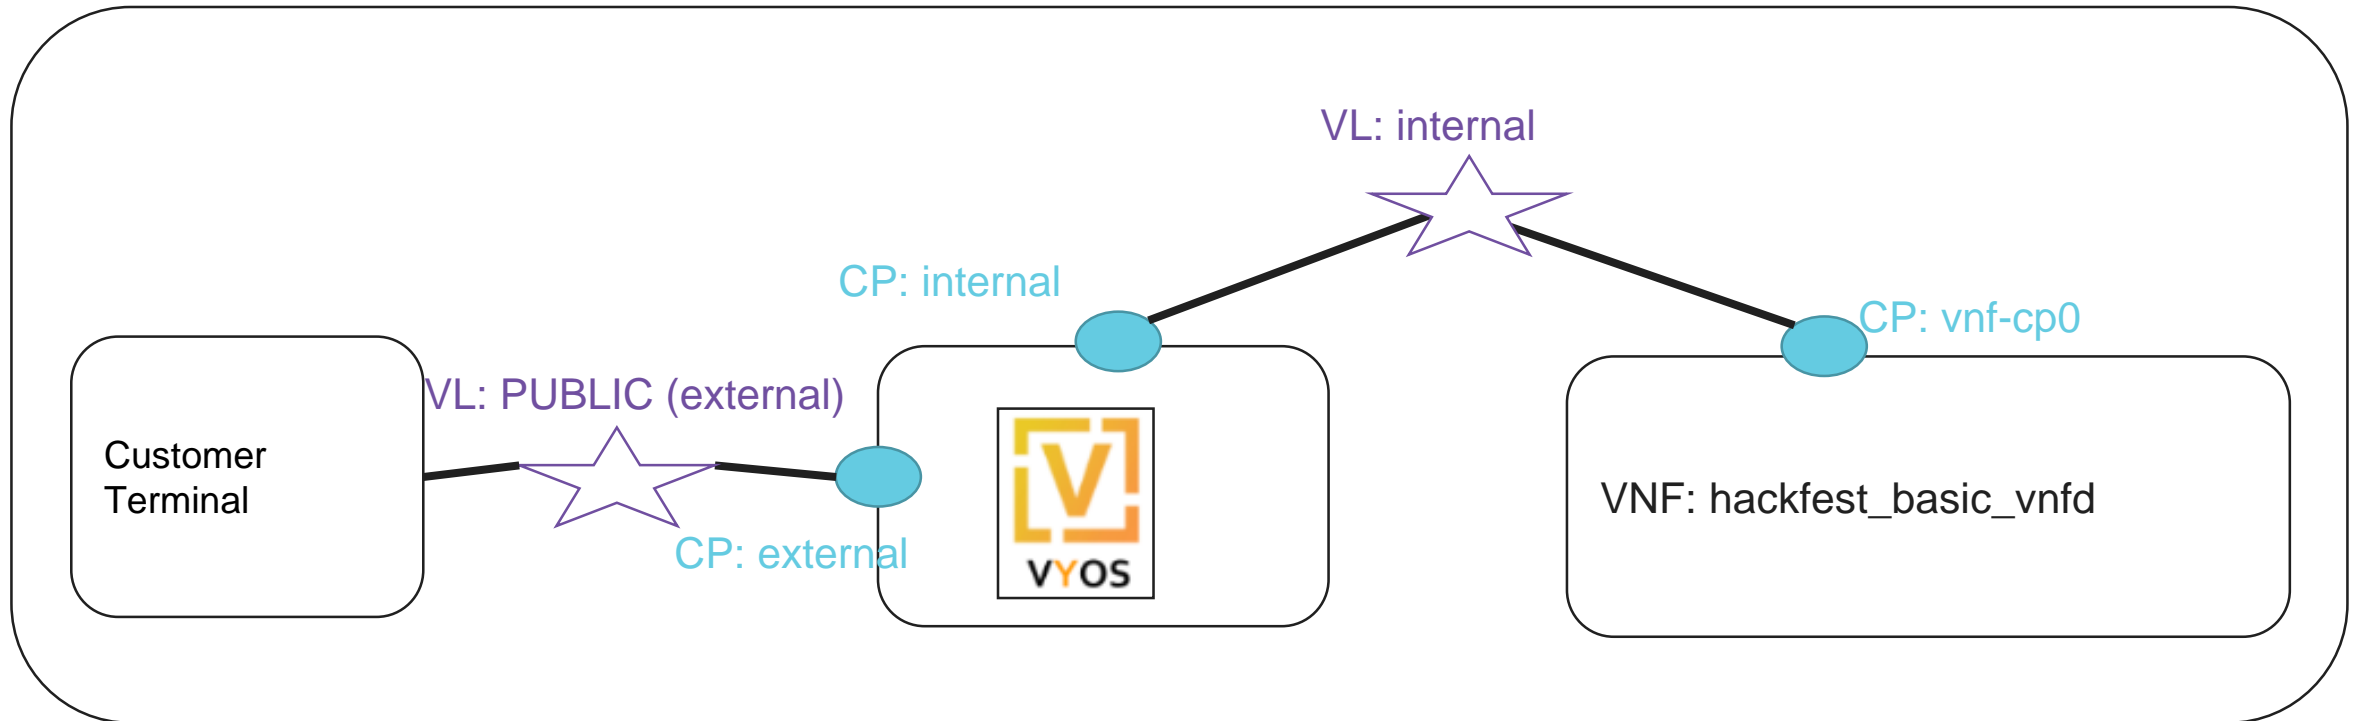 VL: internal
CP: internal
CP: vnf-cp0
VL: PUBLIC (external)
Customer
Terminal
CP: external
V
VYOS
VNF: hackfest_basic_vnfd